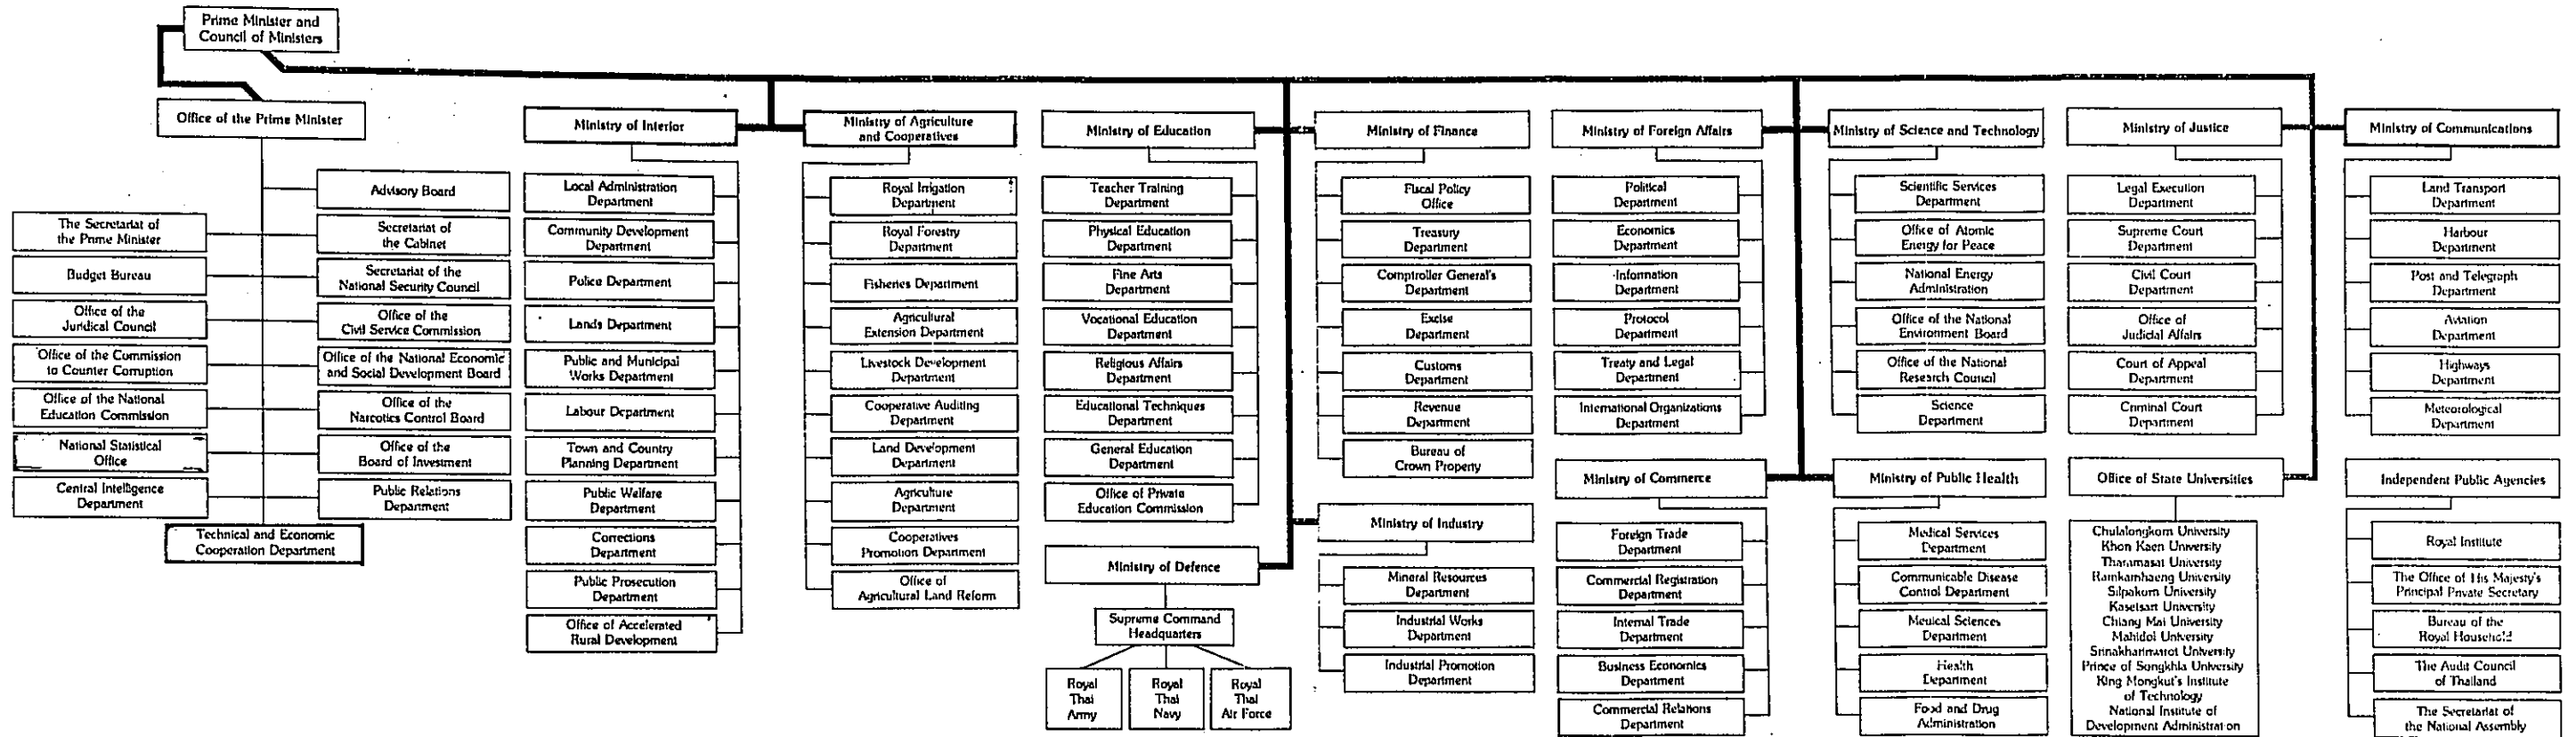 Prime Minister and
Council of Ministers
Office of the Prime Minister
Advisory Board
The Secretariat of
the Prime Minister
Secretariat of
the Cabinet
Budget Bureau
Secretariat of the
National Security Council
Office of the
Juridical Council
Office of the
Civil Service Commission
Office of the Commission
to Counter Corruption
Office of the National Economic
and Social Development Board
Office of the National
Education Commission
Office of the
Narcotics Control Board
National Statistical
Office
Office of the
Board of Investment
Central Intelligence
Department
Public Relations
Department
Technical and Economic
Cooperation Department
Ministry of Interior
Local Administration
Department
Community Development
Department
Police Department
Lands Department
Public and Municipal
Works Department
Labour Department
Town and Country
Planning Department
Public Welfare
Department
Corrections
Department
Public Prosecution
Department
Office of Accelerated
Rural Development
Ministry of Agriculture
and Cooperatives
Royal Irrigation
Department
Royal Forestry
Department
Fisheries Department
Agricultural
Extension Department
Livestock Development
Department
Cooperative Auditing
Department
Land Development
Department
Agriculture
Department
Cooperatives
Promotion Department
Office of
Agricultural Land Reform
Ministry of Education
Teacher Training
Department
Physical Education
Department
Fine Arts
Department
Vocational Education
Department
Religious Affairs
Department
Educational Techniques
Department
General Education
Department
Office of Private
Education Commission
Ministry of Defence
Supreme Command
Headquarters
Royal
Thai
Army
Royal
Thai
Navy
Royal
Thai
Air Force
Ministry of Finance
Fiscal Policy
Office
Treasury
Department
Comptroller General's
Department
Excise
Department
Customs
Department
Revenue
Department
Bureau of
Crown Property
Ministry of Industry
Mineral Resources
Department
Industrial Works
Department
Industrial Promotion
Department
Ministry of Foreign Affairs
Political
Department
Economics
Department
Information
Department
Protocol
Department
Treaty and Legal
Department
International Organizations
Department
Ministry of Commerce
Foreign Trade
Department
Commercial Registration
Department
Internal Trade
Department
Business Economics
Department
Commercial Relations
Department
Ministry of Science and Technology
Scientific Services
Department
Office of Atomic
Energy for Peace
National Energy
Administration
Office of the National
Environment Board
Office of the National
Research Council
Science
Department
Ministry of Public Health
Medical Services
Department
Communicable Disease
Control Department
Medical Sciences
Department
Health
Department
Food and Drug
Administration
Ministry of Justice
Legal Execution
Department
Supreme Court
Department
Civil Court
Department
Office of
Judicial Affairs
Court of Appeal
Department
Criminal Court
Department
Office of State Universities
Chulalongkorn University
Khon Kaen University
Tharamasat University
Ramkamhaeng University
Silpakorn University
Kasetsart University
Chiang Mai University
Mahidol University
Srinakharinwirot University
Prince of Songkhla University
King Mongkut's Institute
of Technology
National Institute of
Development Administration
Ministry of Communications
Land Transport
Department
Harbour
Department
Post and Telegraph
Department
Aviation
Department
Highways
Department
Meteorological
Department
Independent Public Agencies
Royal Institute
The Office of His Majesty's
Principal Private Secretary
Bureau of the
Royal Household
The Audit Council
of Thailand
The Secretariat of
the National Assembly